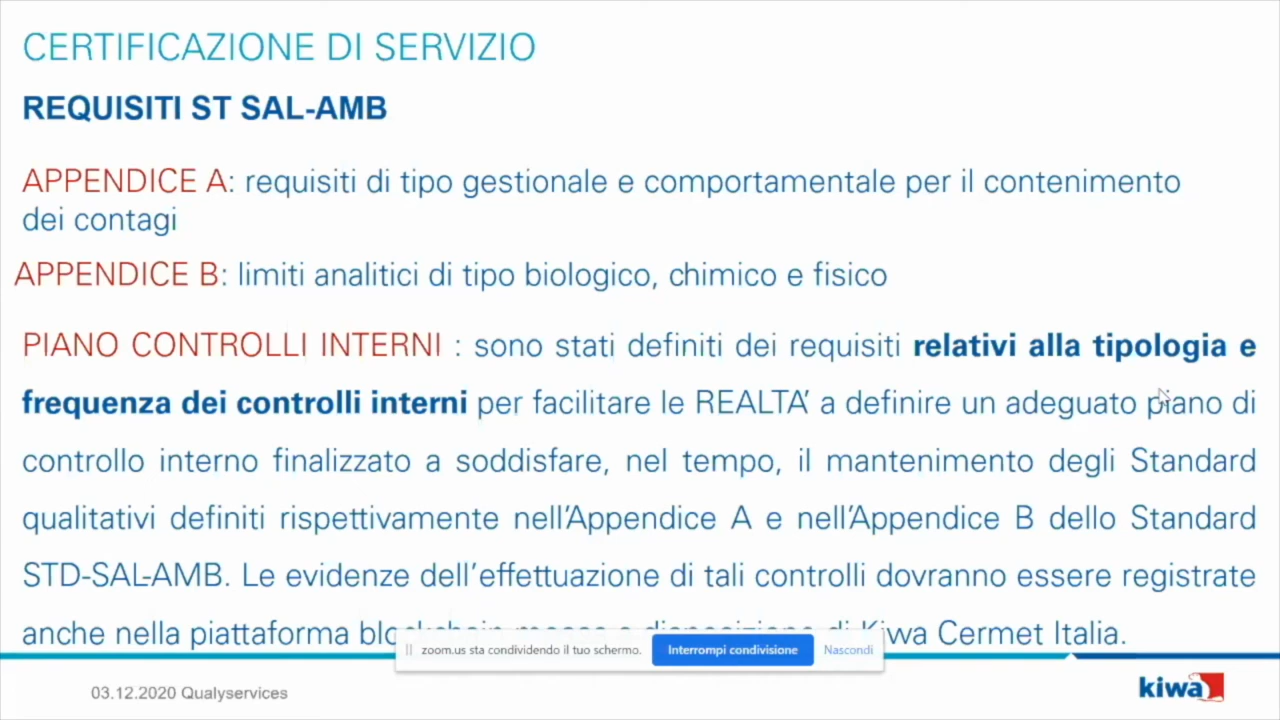 CERTIFICAZIONE DI SERVIZIO
REQUISITI ST SAL-AMB
APPENDICE A: requisiti di tipo gestionale e comportamentale per il contenimento
dei contagi
APPENDICE B: limiti analitici di tipo biologico, chimico e fisico
PIANO CONTROLLI INTERNI : sono stati definiti dei requisiti relativi alla tipologia e
frequenza dei controlli interni per facilitare le REALTA’ a definire un adeguato piano di
controllo interno finalizzato a soddisfare, nel tempo, il mantenimento degli Standard
qualitativi definiti rispettivamente nell’Appendice A e nell’Appendice B dello Standard
STD-SAL-AMB. Le evidenze dell’effettuazione di tali controlli dovranno essere registrate
anche nella piattaforma blockchain messa a disposizione di Kiwa Cermet Italia.
zoom.us sta condividendo il tuo schermo. Interrompi condivisione Nascondi
03.12.2020 Qualyservices
kiwa